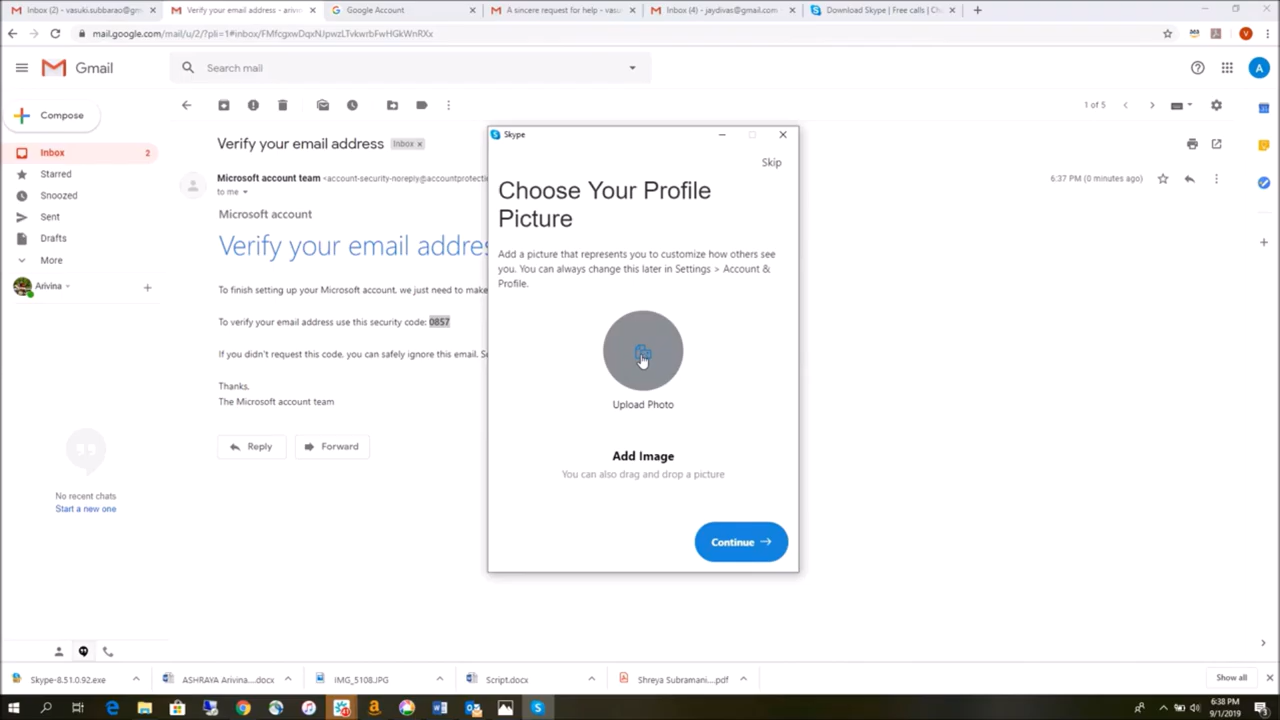 Inbox (2) - vasuki.subbarao@gm
Verify your email address - arivin
Google Account
A sincere request for help - vasu
Inbox (4) - jaydivas@gmail.com
Download Skype | Free calls | Ch
mail.google.com/mail/u/2/?pli=1#inbox/FMfcgxwDqxNJpwzLTvkwrbFwHGkWnRXx
Gmail
Search mail
A
Compose
1 of 5
Inbox 2
Starred
Snoozed
Sent
Drafts
More
Arivina
No recent chats
Start a new one
Verify your email address Inbox x
Microsoft account team <account-security-noreply@accountprotecti
to me
6:37 PM (0 minutes ago)
Microsoft account
Verify your email addres
To finish setting up your Microsoft account, we just need to make
To verify your email address use this security code: 0857
If you didn't request this code, you can safely ignore this email. S
Thanks,
The Microsoft account team
Reply
Forward
Skype
Skip
Choose Your Profile
Picture
Add a picture that represents you to customize how others see
you. You can always change this later in Settings > Account &
Profile.
Upload Photo
Add Image
You can also drag and drop a picture
Continue
Skype-8.51.0.92.exe
ASHRAYA Arivina....docx
IMG_5108.JPG
Script.docx
Shreya Subramani....pdf
Show all
6:38 PM
9/1/2019